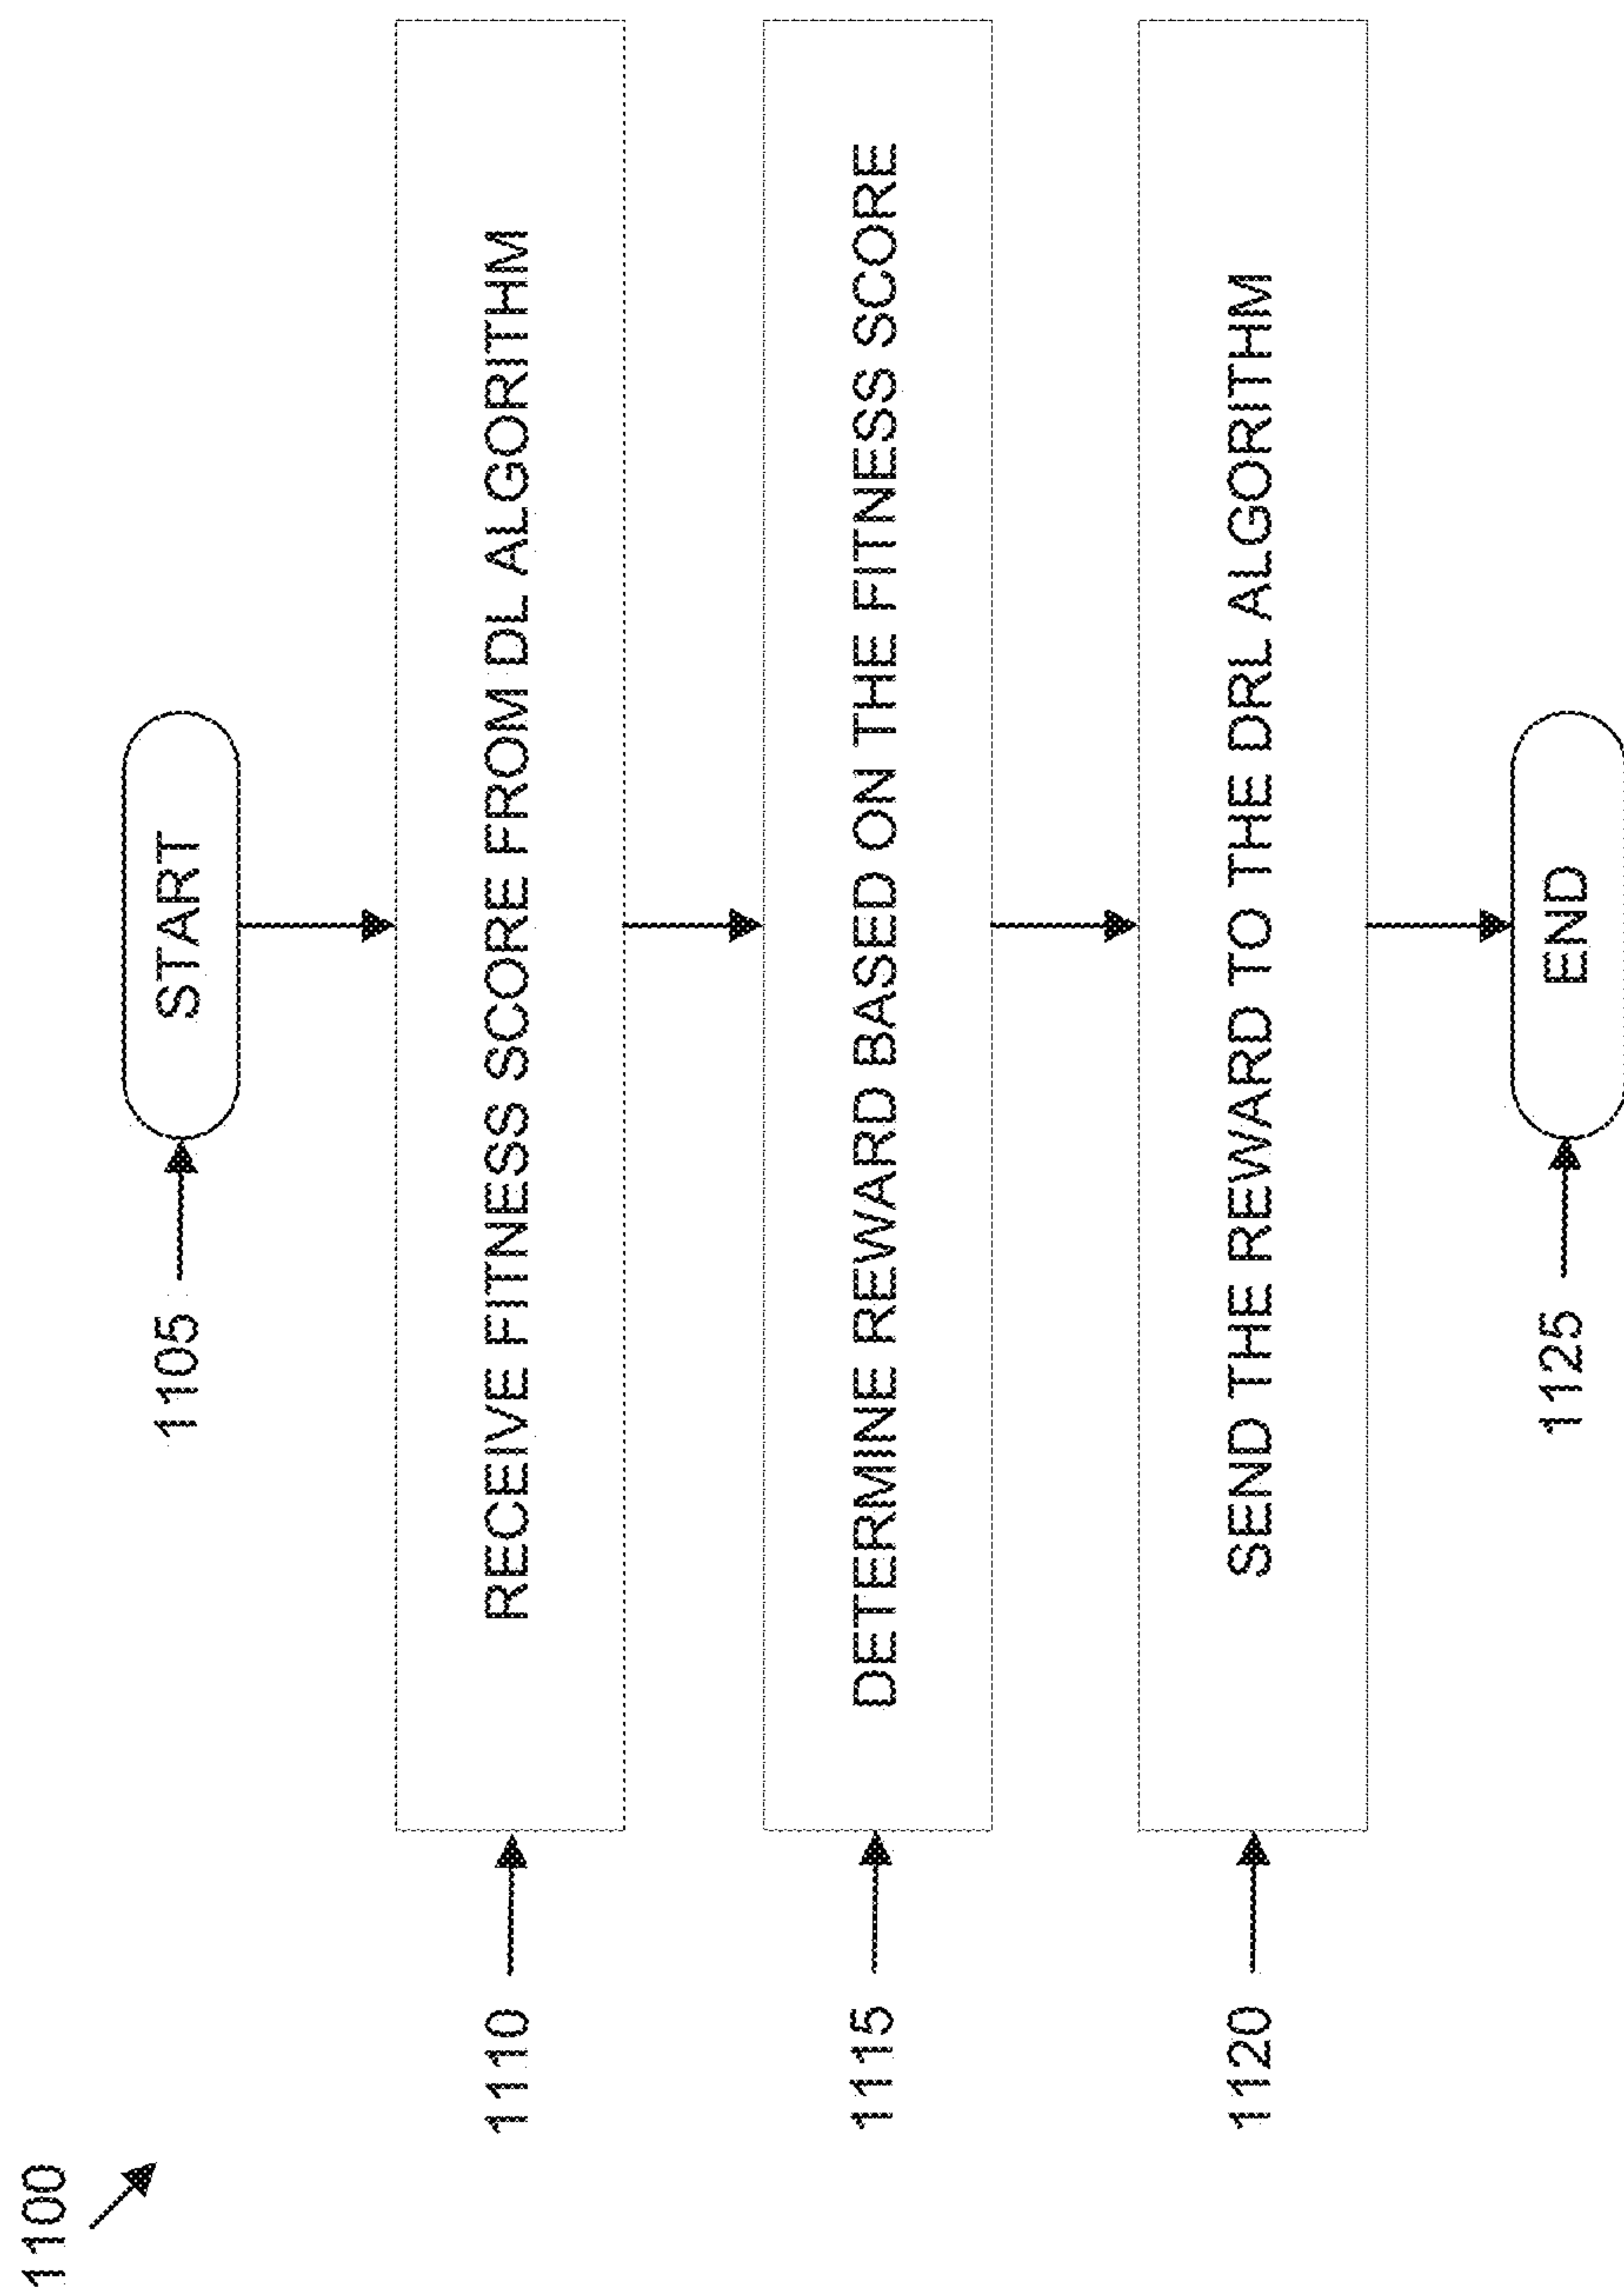 1100
START
1105
RECEIVE FITNESS SCORE FROM DL ALGORITHM
1110
DETERMINE REWARD BASED ON THE FITNESS SCORE
1115
SEND THE REWARD TO THE DRL ALGORITHM
1120
END
1125